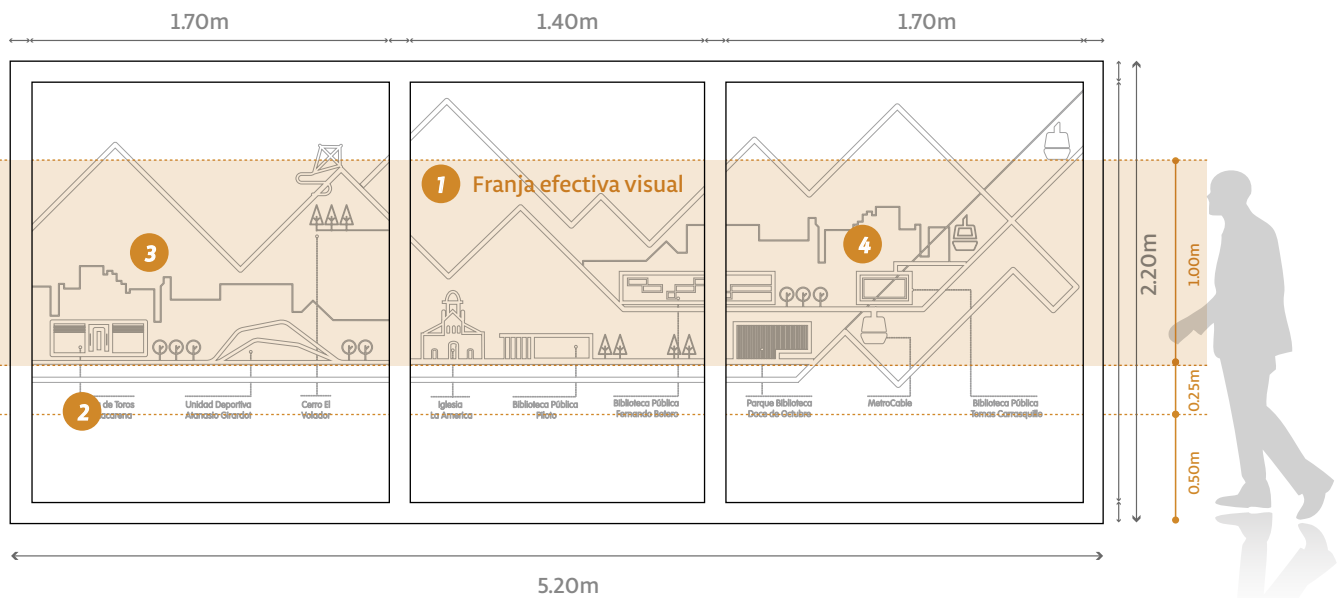 1.70m
1.40m
1.70m
1 Franja efectiva visual
3
4
2.20m
1.00m
0.25m
0.50m
2
de Toros
Unidad Deportiva
Atanasio Girardot
Cerro El
Volador
Iglesia
La America
Biblioteca Pública
Piloto
Biblioteca Pública
Fernando Botero
Parque Biblioteca
Doce de Octubre
MetroCable
Biblioteca Pública
Tomas Carrasquilla
5.20m